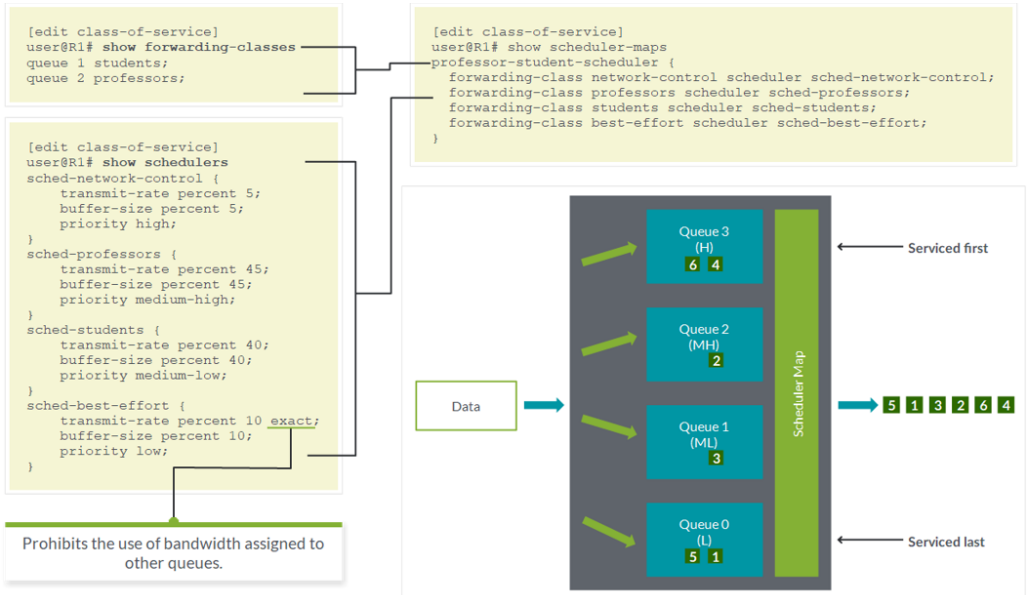 [edit class-of-service]
user@R1# show forwarding-classes
queue 1 students;
queue 2 professors;
[edit class-of-service]
user@R1# show scheduler-maps
professor-student-scheduler {
forwarding-class network-control scheduler sched-network-control;
forwarding-class professors scheduler sched-professors;
forwarding-class students scheduler sched-students;
forwarding-class best-effort scheduler sched-best-effort;
}
[edit class-of-service]
user@R1# show schedulers
sched-network-control {
transmit-rate percent 5;
buffer-size percent 5;
priority high;
}
sched-professors {
transmit-rate percent 45;
buffer-size percent 45;
priority medium-high;
}
sched-students {
transmit-rate percent 40;
buffer-size percent 40;
priority medium-low;
}
sched-best-effort {
transmit-rate percent 10 exact;
buffer-size percent 10;
priority low;
}
Prohibits the use of bandwidth assigned to
other queues.
Data
Queue 3
(H)
6 4
Queue 2
(MH)
2
Queue 1
(ML)
3
Queue 0
(L)
5 1
Scheduler Map
Serviced first
5 1 3 2 6 4
Serviced last